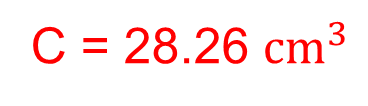 C = 28.26 cm³